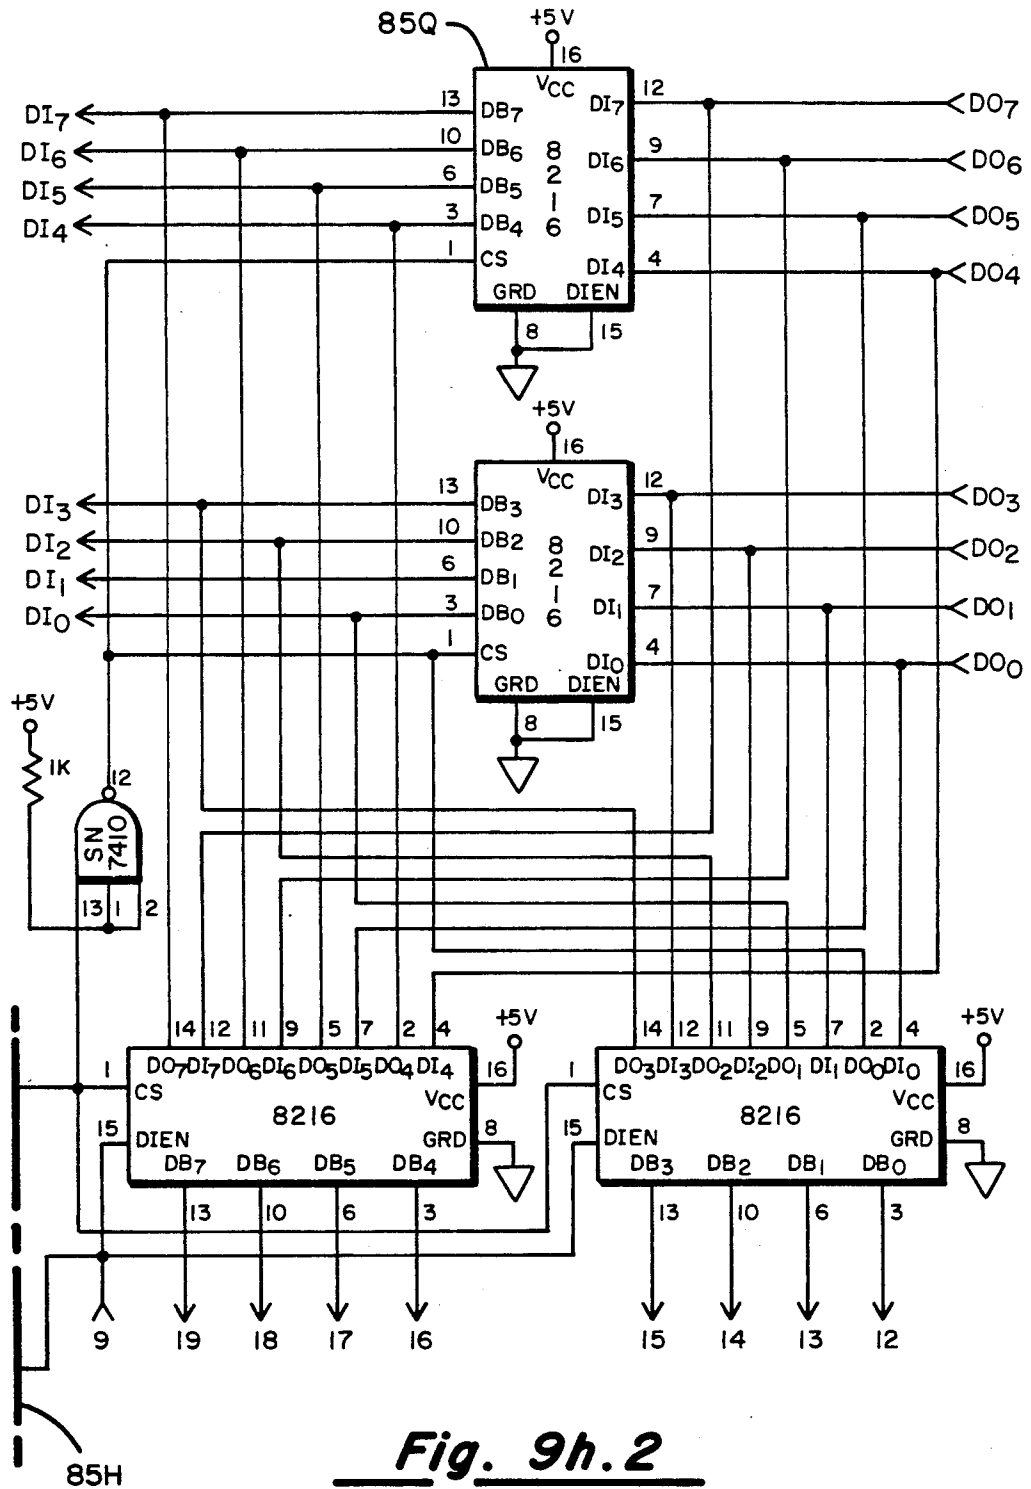 85Q
+5V
16
VCC
DI7
13
DB7
DI7
12
DO7
DI6
10
DB6
8216
DI6
9
DO6
DI5
6
DB5
DI5
7
DO5
DI4
3
DB4
DI4
4
DO4
1
CS
GRD
DIEN
8
15
+5V
16
VCC
DI3
13
DB3
DI3
12
DO3
DI2
10
DB2
8216
DI2
9
DO2
DI1
6
DB1
DI1
7
DO1
DI0
3
DB0
DI0
4
DO0
1
CS
GRD
DIEN
8
15
+5V
1K
12
SN
7410
13
1
2
14 12 11 9 5 7 2 4
+5V
14 12 11 9 5 7 2 4
+5V
1
DO7 DI7 DO6 DI6 DO5 DI5 DO4 DI4
16
1
DO3 DI3 DO2 DI2 DO1 DI1 DO0 DI0
16
CS
VCC
CS
VCC
8216
8216
15
DIEN
GRD
8
15
DIEN
GRD
8
DB7 DB6 DB5 DB4
DB3 DB2 DB1 DB0
13 10 6 3
13 10 6 3
9 19 18 17 16
15 14 13 12
85H
Fig. 9h.2